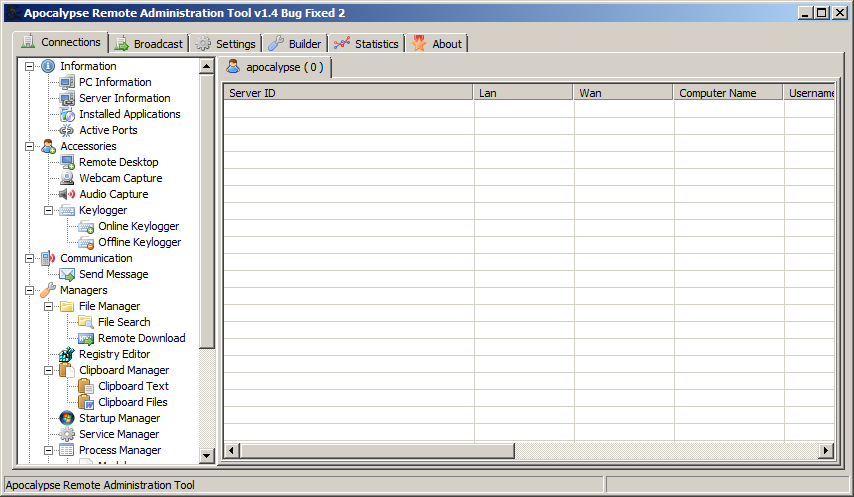 Apocalypse Remote Administration Tool v1.4 Bug Fixed 2
Connections Broadcast Settings Builder Statistics About
Information
PC Information
Server Information
Installed Applications
Active Ports
Accessories
Remote Desktop
Webcam Capture
Audio Capture
Keylogger
Online Keylogger
Offline Keylogger
Communication
Send Message
Managers
File Manager
File Search
Remote Download
Registry Editor
Clipboard Manager
Clipboard Text
Clipboard Files
Startup Manager
Service Manager
Process Manager
apocalypse ( 0 )
Server ID Lan Wan Computer Name Username
Apocalypse Remote Administration Tool